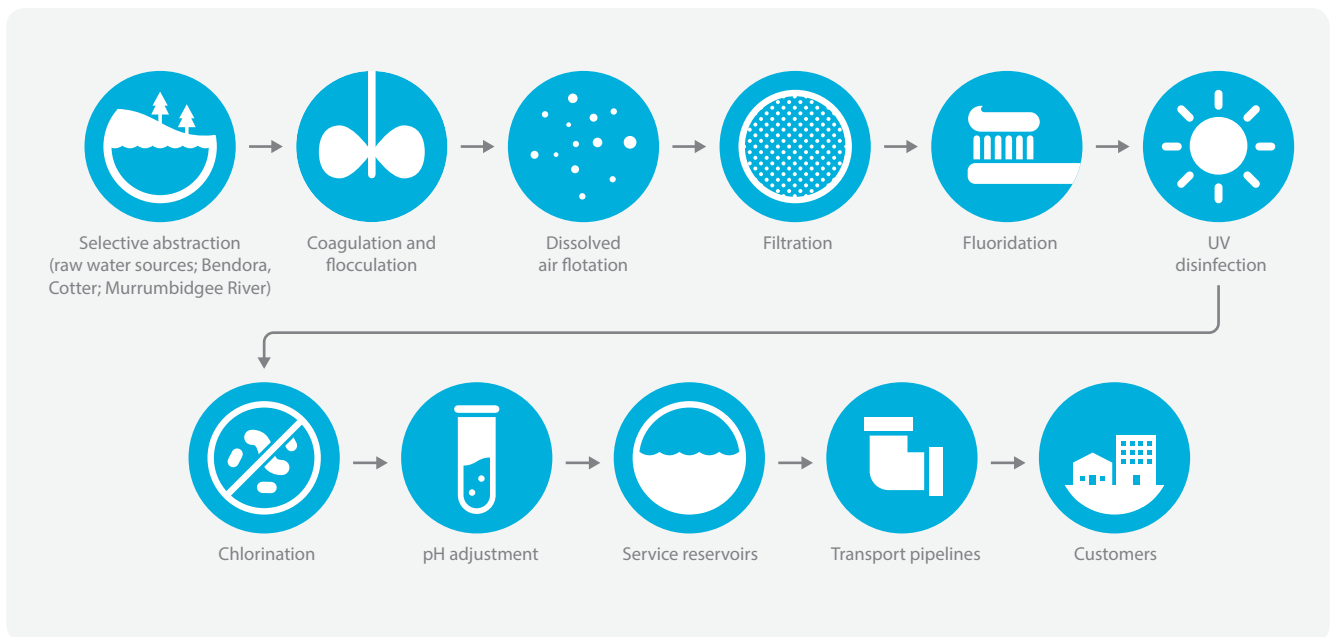 Selective abstraction
(raw water sources; Bendora,
Cotter; Murrumbidgee River)
Coagulation and
flocculation
Dissolved
air flotation
Filtration
Fluoridation
UV
disinfection
Chlorination
pH adjustment
Service reservoirs
Transport pipelines
Customers